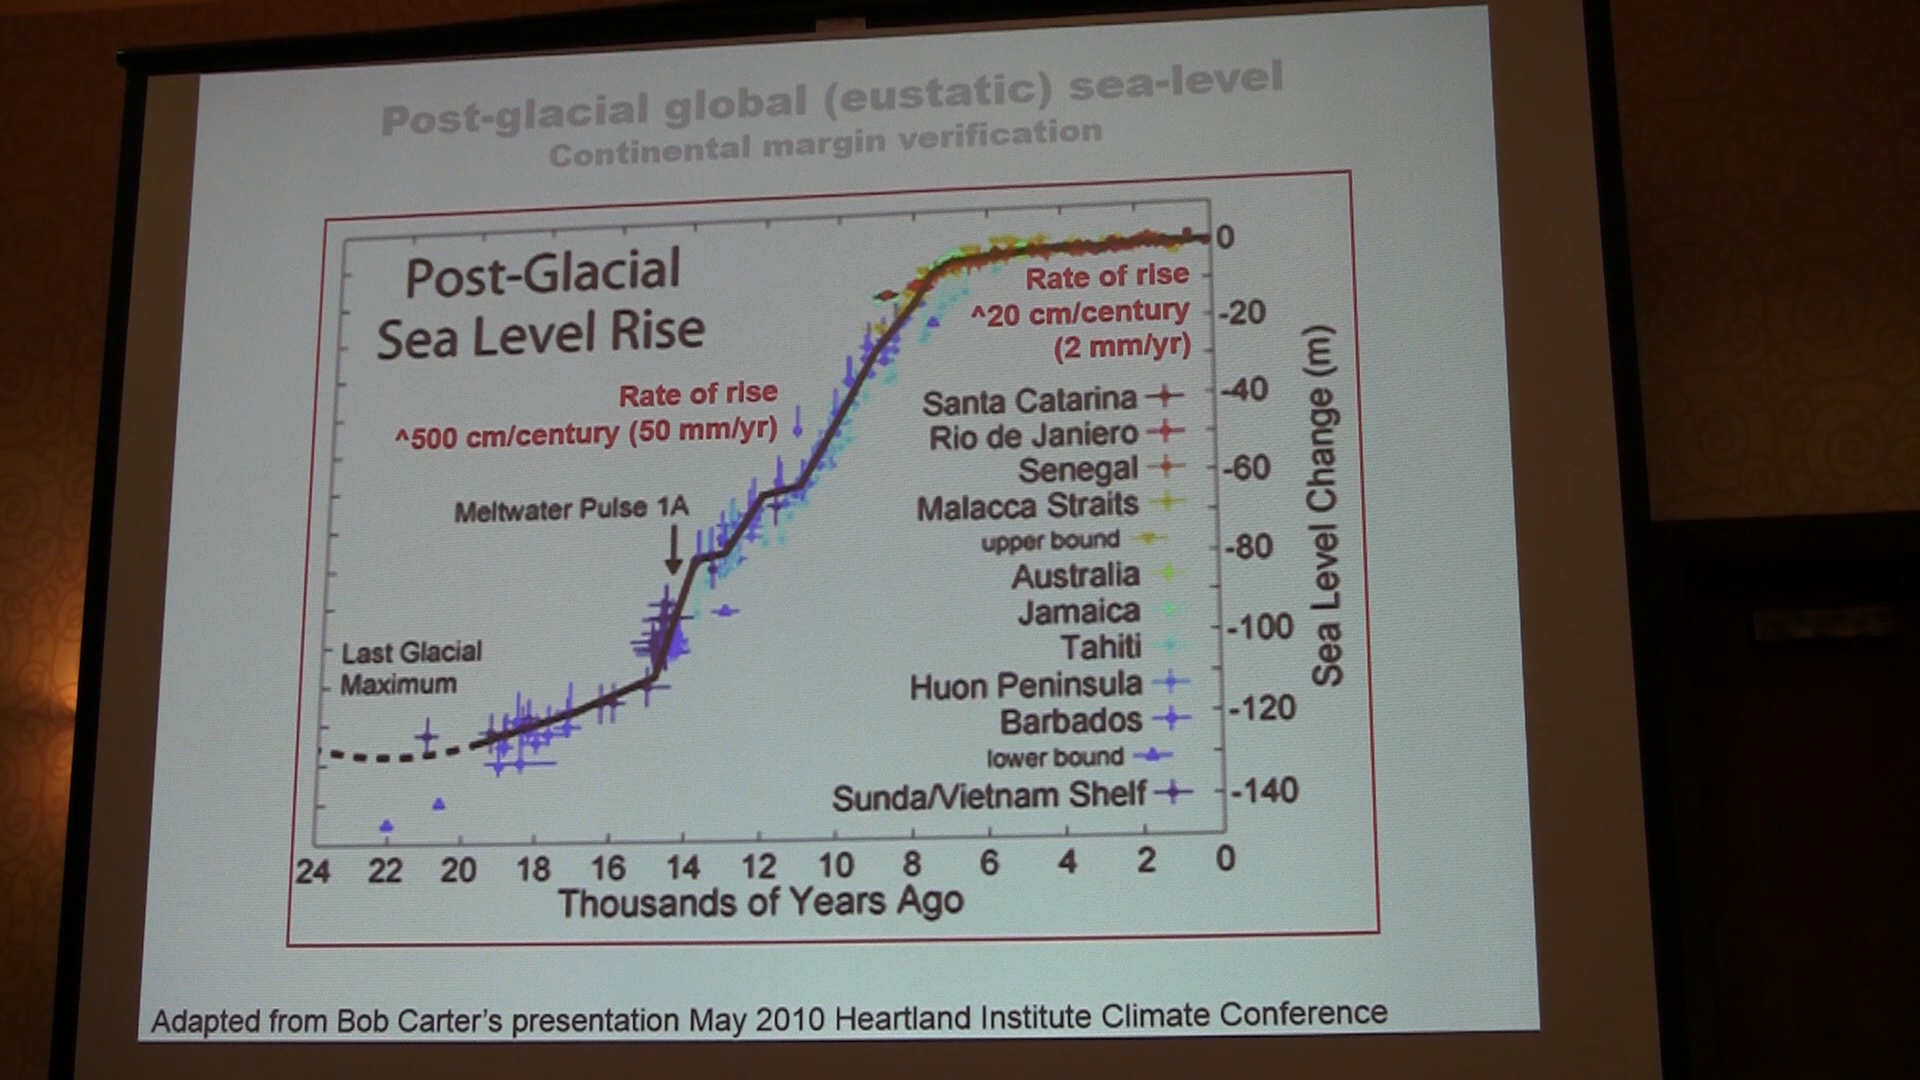 Post-glacial global (eustatic) sea-level
Continental margin verification
Post-Glacial
Sea Level Rise
Rate of rise
^20 cm/century
(2 mm/yr)
Rate of rise
^500 cm/century (50 mm/yr)
Meltwater Pulse 1A
Last Glacial
Maximum
Santa Catarina
Rio de Janiero
Senegal
Malacca Straits
upper bound
Australia
Jamaica
Tahiti
Huon Peninsula
Barbados
lower bound
Sunda/Vietnam Shelf
0
-20
-40
-60
-80
-100
-120
-140
Sea Level Change (m)
24 22 20 18 16 14 12 10 8 6 4 2 0
Thousands of Years Ago
Adapted from Bob Carter's presentation May 2010 Heartland Institute Climate Conference